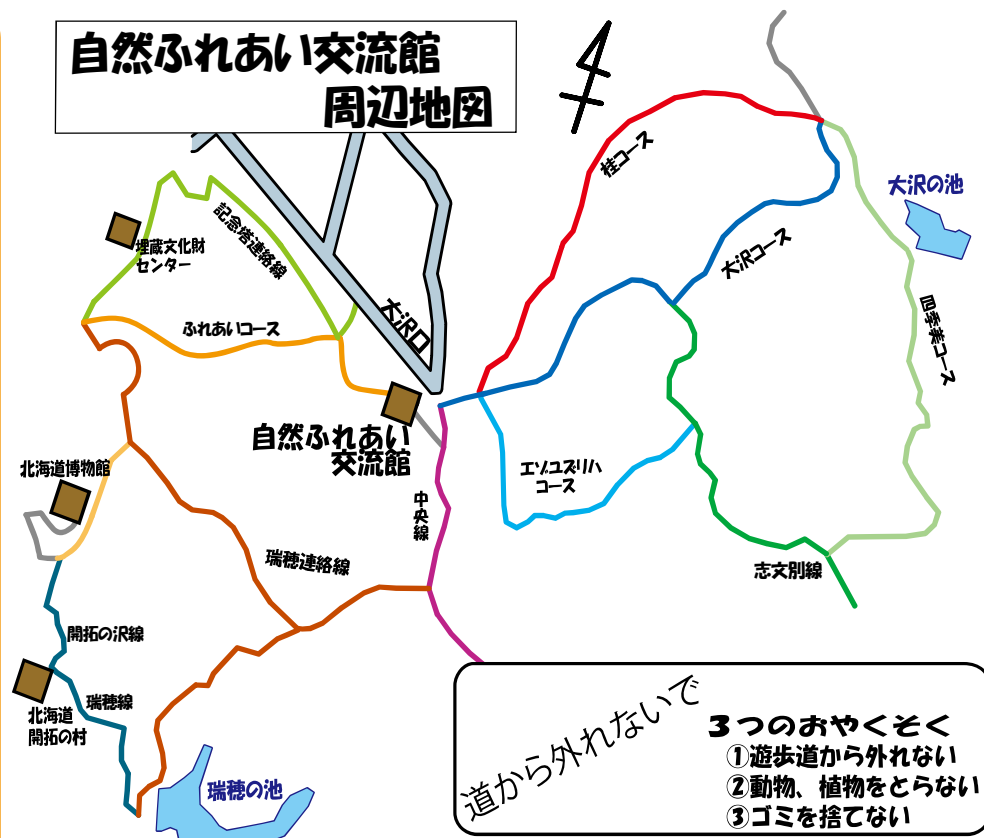 自然ふれあい交流館
周辺地図
桂コース
大沢の池
埋蔵文化財
センター
記念塔連絡線
大沢コース
ふれあいコース
大沢口
四季美コース
自然ふれあい
交流館
北海道博物館
エゾユズリハ
コース
中央線
瑞穂連絡線
志文別線
開拓の沢線
瑞穂線
北海道
開拓の村
瑞穂の池
道から外れないで
3つのおやくそく
①遊歩道から外れない
②動物、植物をとらない
③ゴミを捨てない